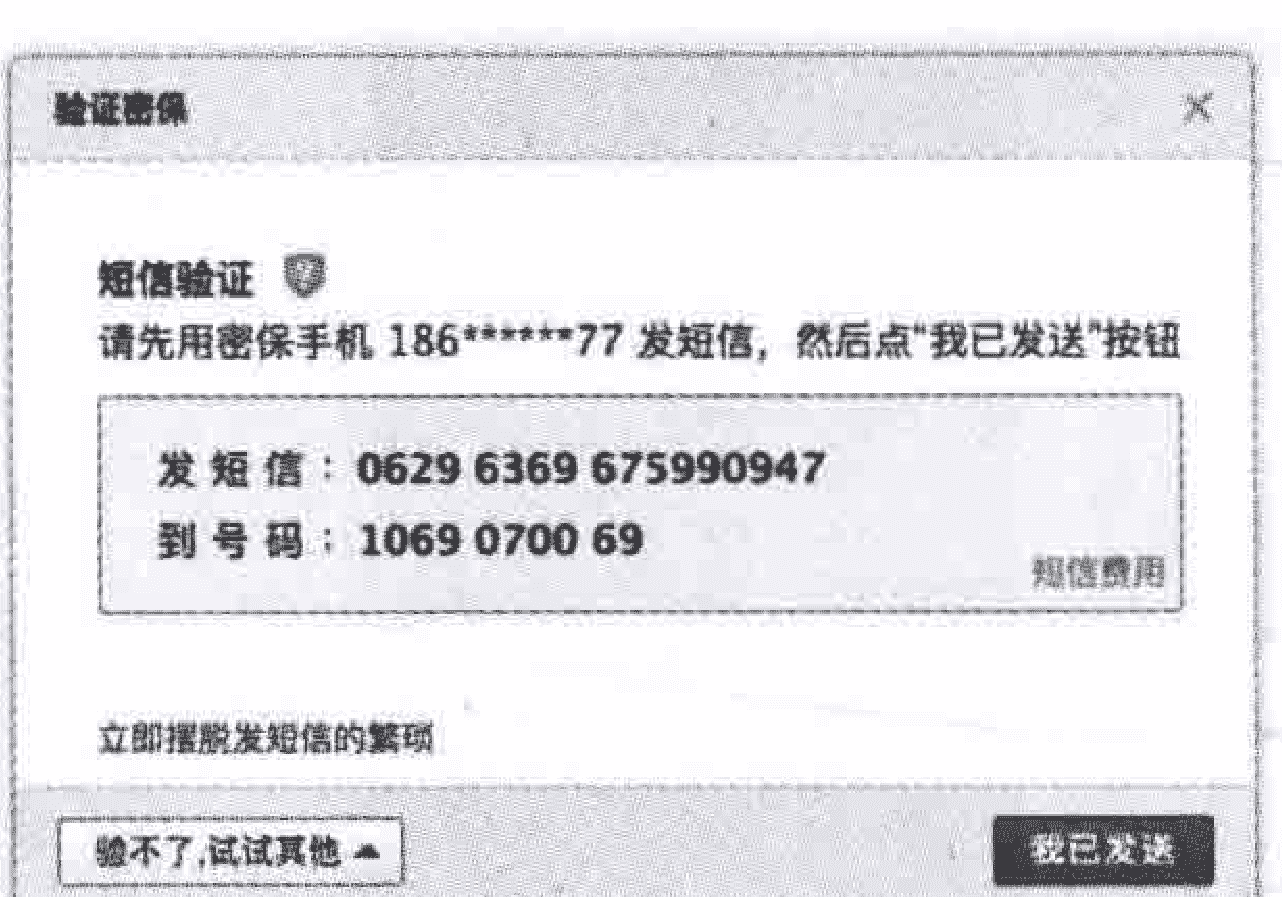 验证密保
短信验证
请先用密保手机 186******77 发短信，然后点“我已发送”按钮
发 短 信：0629 6369 675990947
到 号 码：1069 0700 69
短信费用
立即摆脱发短信的繁琐
验不了,试试其他
我已发送